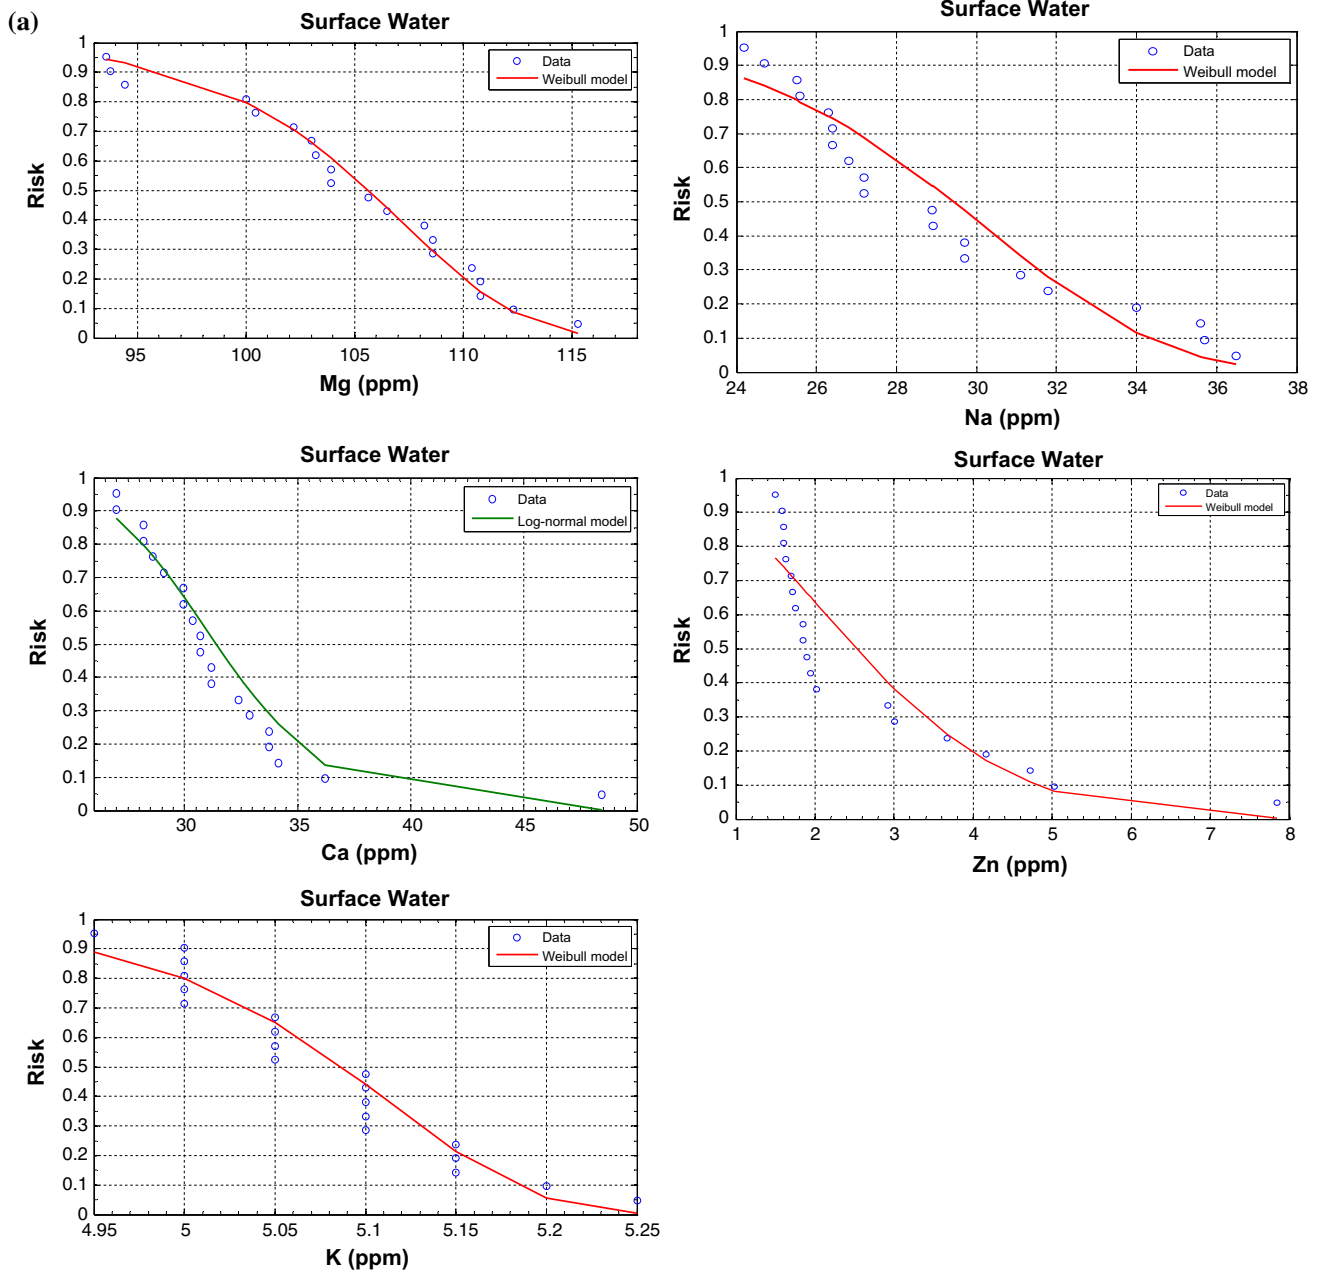 (a)
Surface Water
1
0.9
0.8
0.7
0.6
0.5
0.4
0.3
0.2
0.1
0
Risk
Data
Weibull model
95 100 105 110 115
Mg (ppm)
Surface Water
1
0.9
0.8
0.7
0.6
0.5
0.4
0.3
0.2
0.1
0
Risk
Data
Weibull model
24 26 28 30 32 34 36 38
Na (ppm)
Surface Water
1
0.9
0.8
0.7
0.6
0.5
0.4
0.3
0.2
0.1
0
Risk
Data
Log-normal model
30 35 40 45 50
Ca (ppm)
Surface Water
1
0.9
0.8
0.7
0.6
0.5
0.4
0.3
0.2
0.1
0
Risk
Data
Weibull model
1 2 3 4 5 6 7 8
Zn (ppm)
Surface Water
1
0.9
0.8
0.7
0.6
0.5
0.4
0.3
0.2
0.1
0
Risk
Data
Weibull model
4.95 5 5.05 5.1 5.15 5.2 5.25
K (ppm)